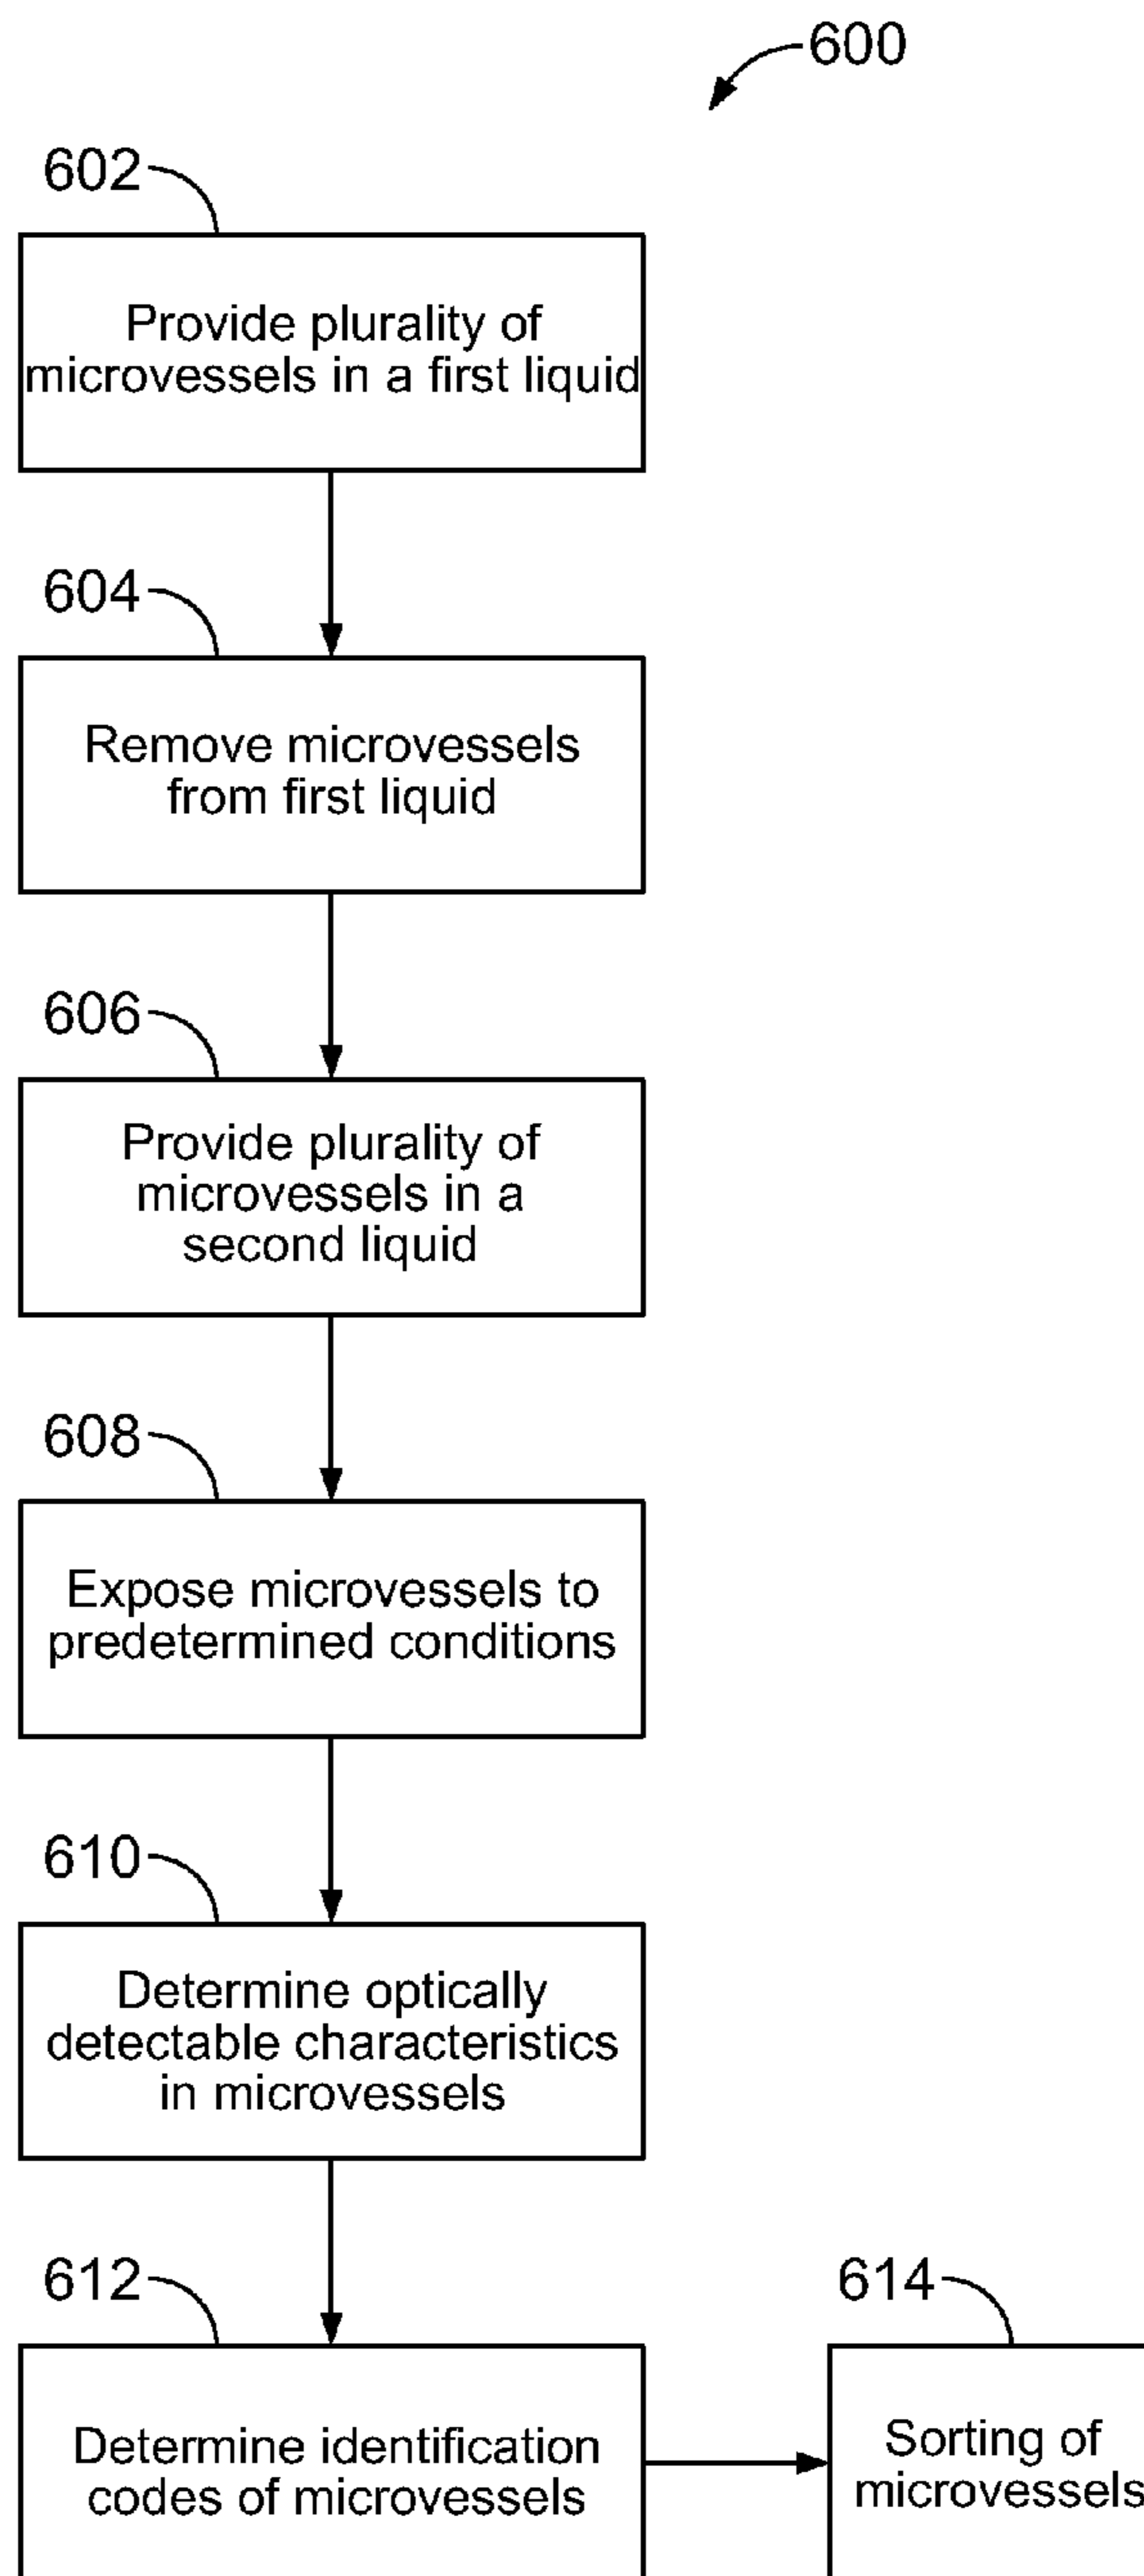 600
602
Provide plurality of
microvessels in a first liquid
604
Remove microvessels
from first liquid
606
Provide plurality of
microvessels in a
second liquid
608
Expose microvessels to
predetermined conditions
610
Determine optically
detectable characteristics
in microvessels
612
Determine identification
codes of microvessels
614
Sorting of
microvessels